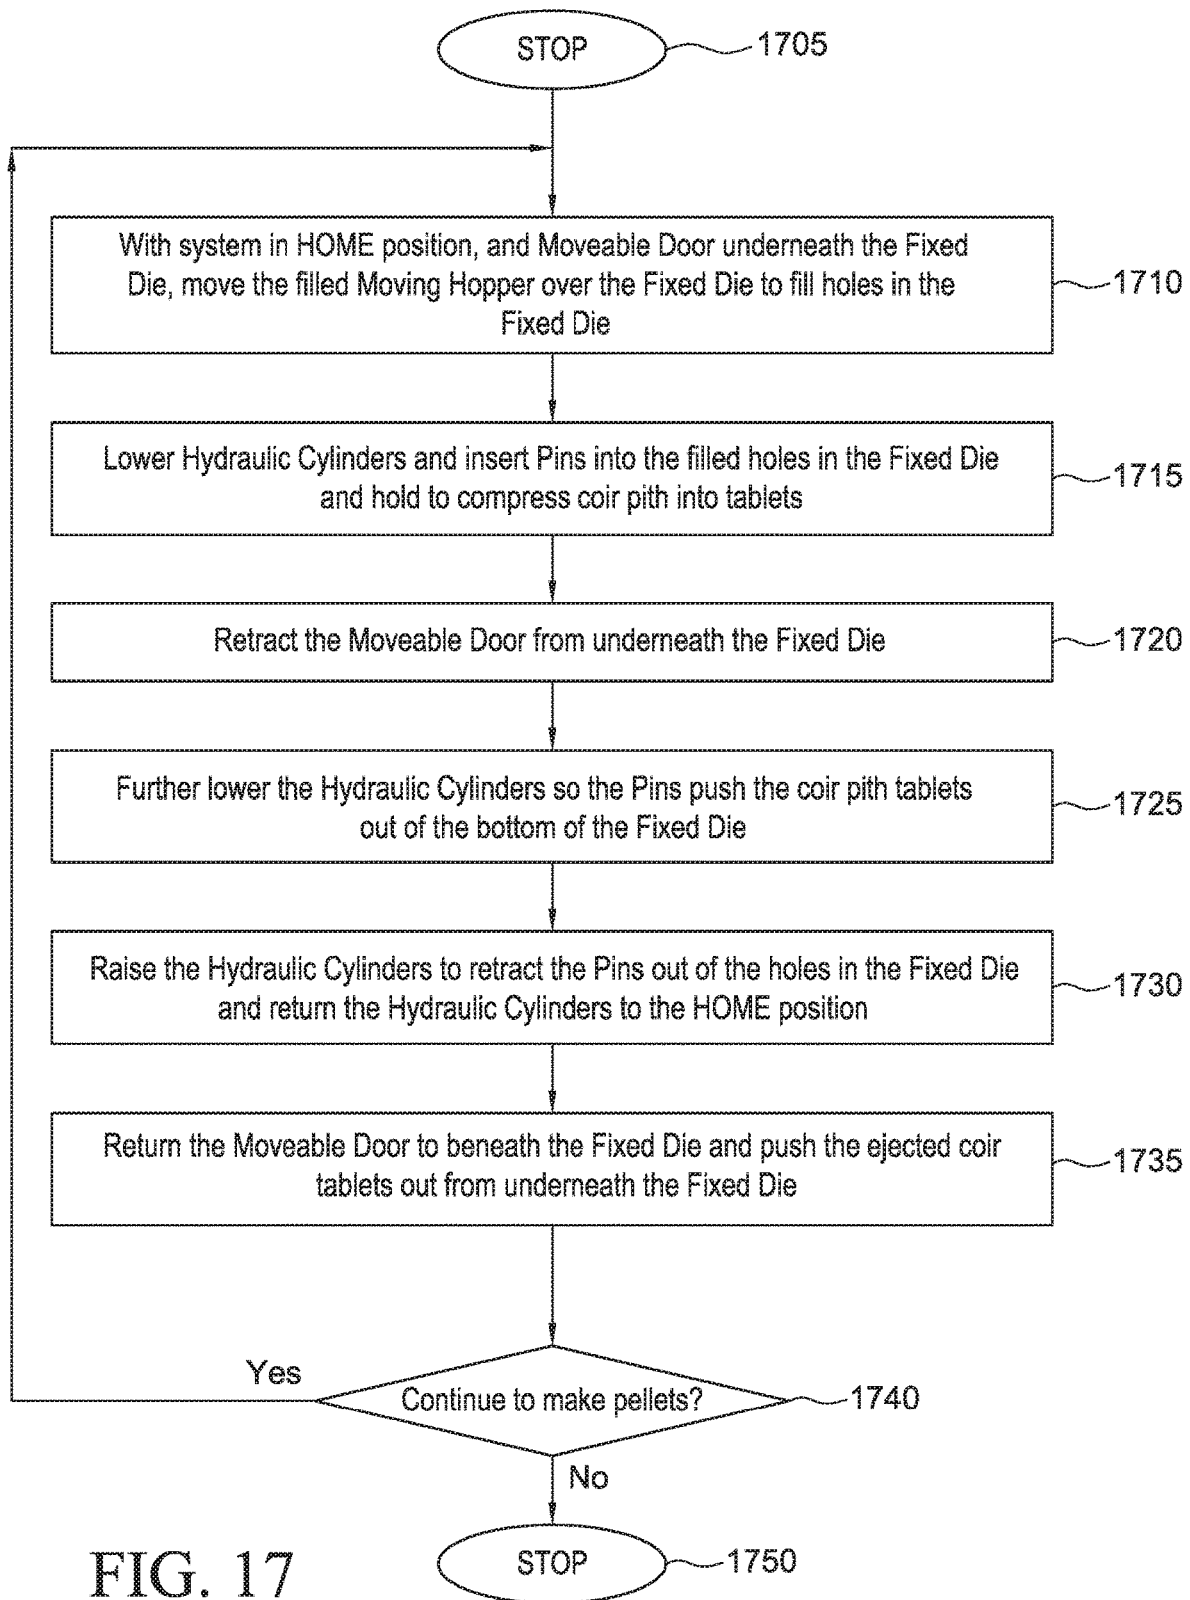 STOP
1705
With system in HOME position, and Moveable Door underneath the Fixed
Die, move the filled Moving Hopper over the Fixed Die to fill holes in the
Fixed Die
1710
Lower Hydraulic Cylinders and insert Pins into the filled holes in the Fixed Die
and hold to compress coir pith into tablets
1715
Retract the Moveable Door from underneath the Fixed Die
1720
Further lower the Hydraulic Cylinders so the Pins push the coir pith tablets
out of the bottom of the Fixed Die
1725
Raise the Hydraulic Cylinders to retract the Pins out of the holes in the Fixed Die
and return the Hydraulic Cylinders to the HOME position
1730
Return the Moveable Door to beneath the Fixed Die and push the ejected coir
tablets out from underneath the Fixed Die
1735
Yes
Continue to make pellets?
1740
No
STOP
1750
FIG. 17